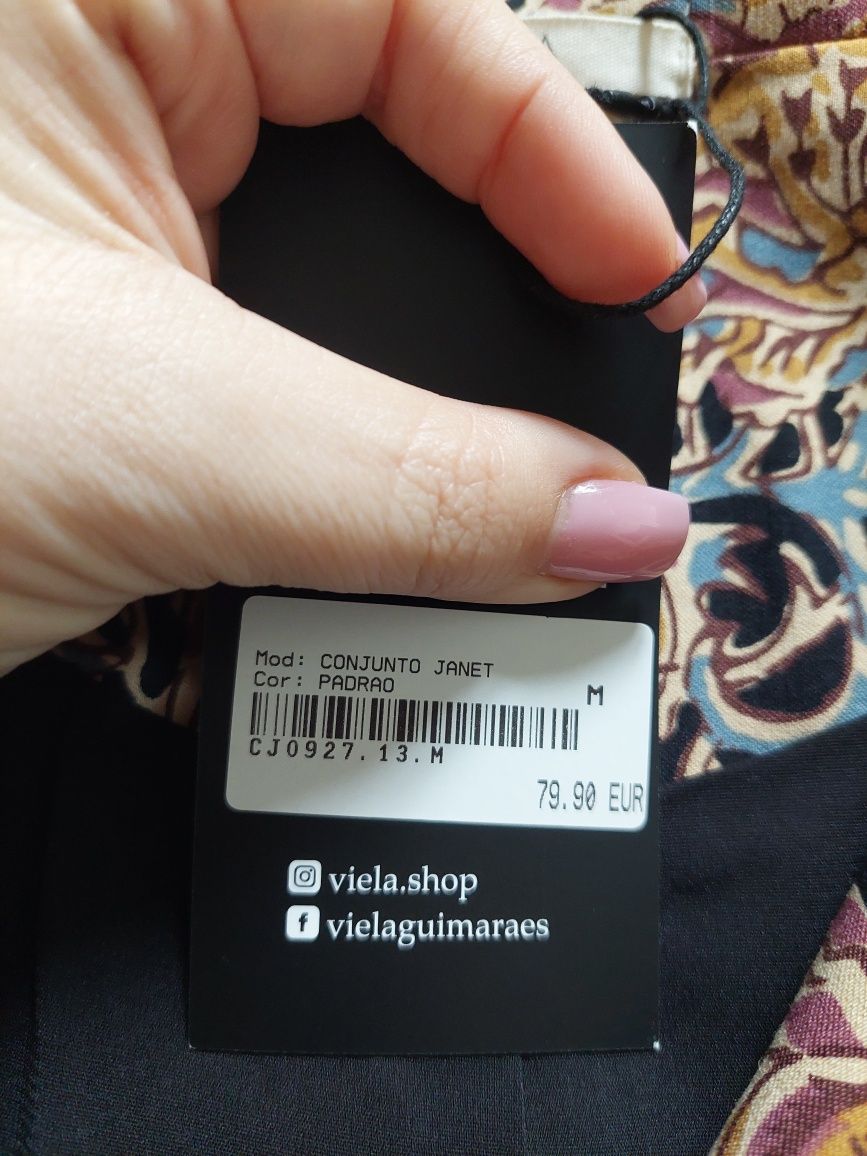 Mod: CONJUNTO JANET
Cor: PADRAO
M
CJ0927.13.M
79.90 EUR
viela.shop
vielaguimaraes